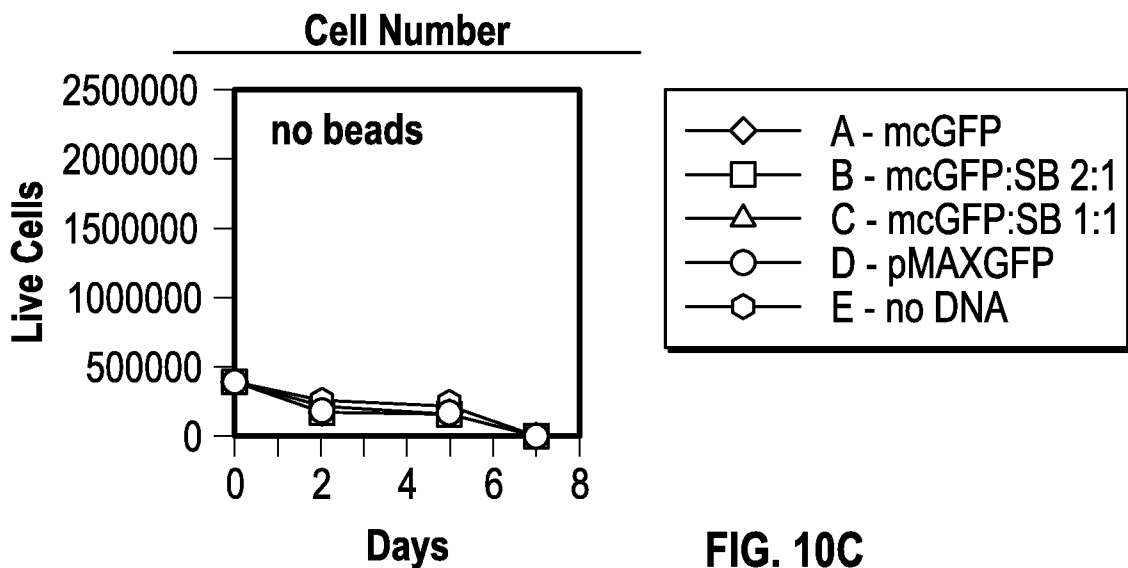 Cell Number
2500000
no beads
2000000
1500000
1000000
500000
0
Live Cells
0 2 4 6 8
Days
A - mcGFP
B - mcGFP:SB 2:1
C - mcGFP:SB 1:1
D - pMAXGFP
E - no DNA
FIG. 10C